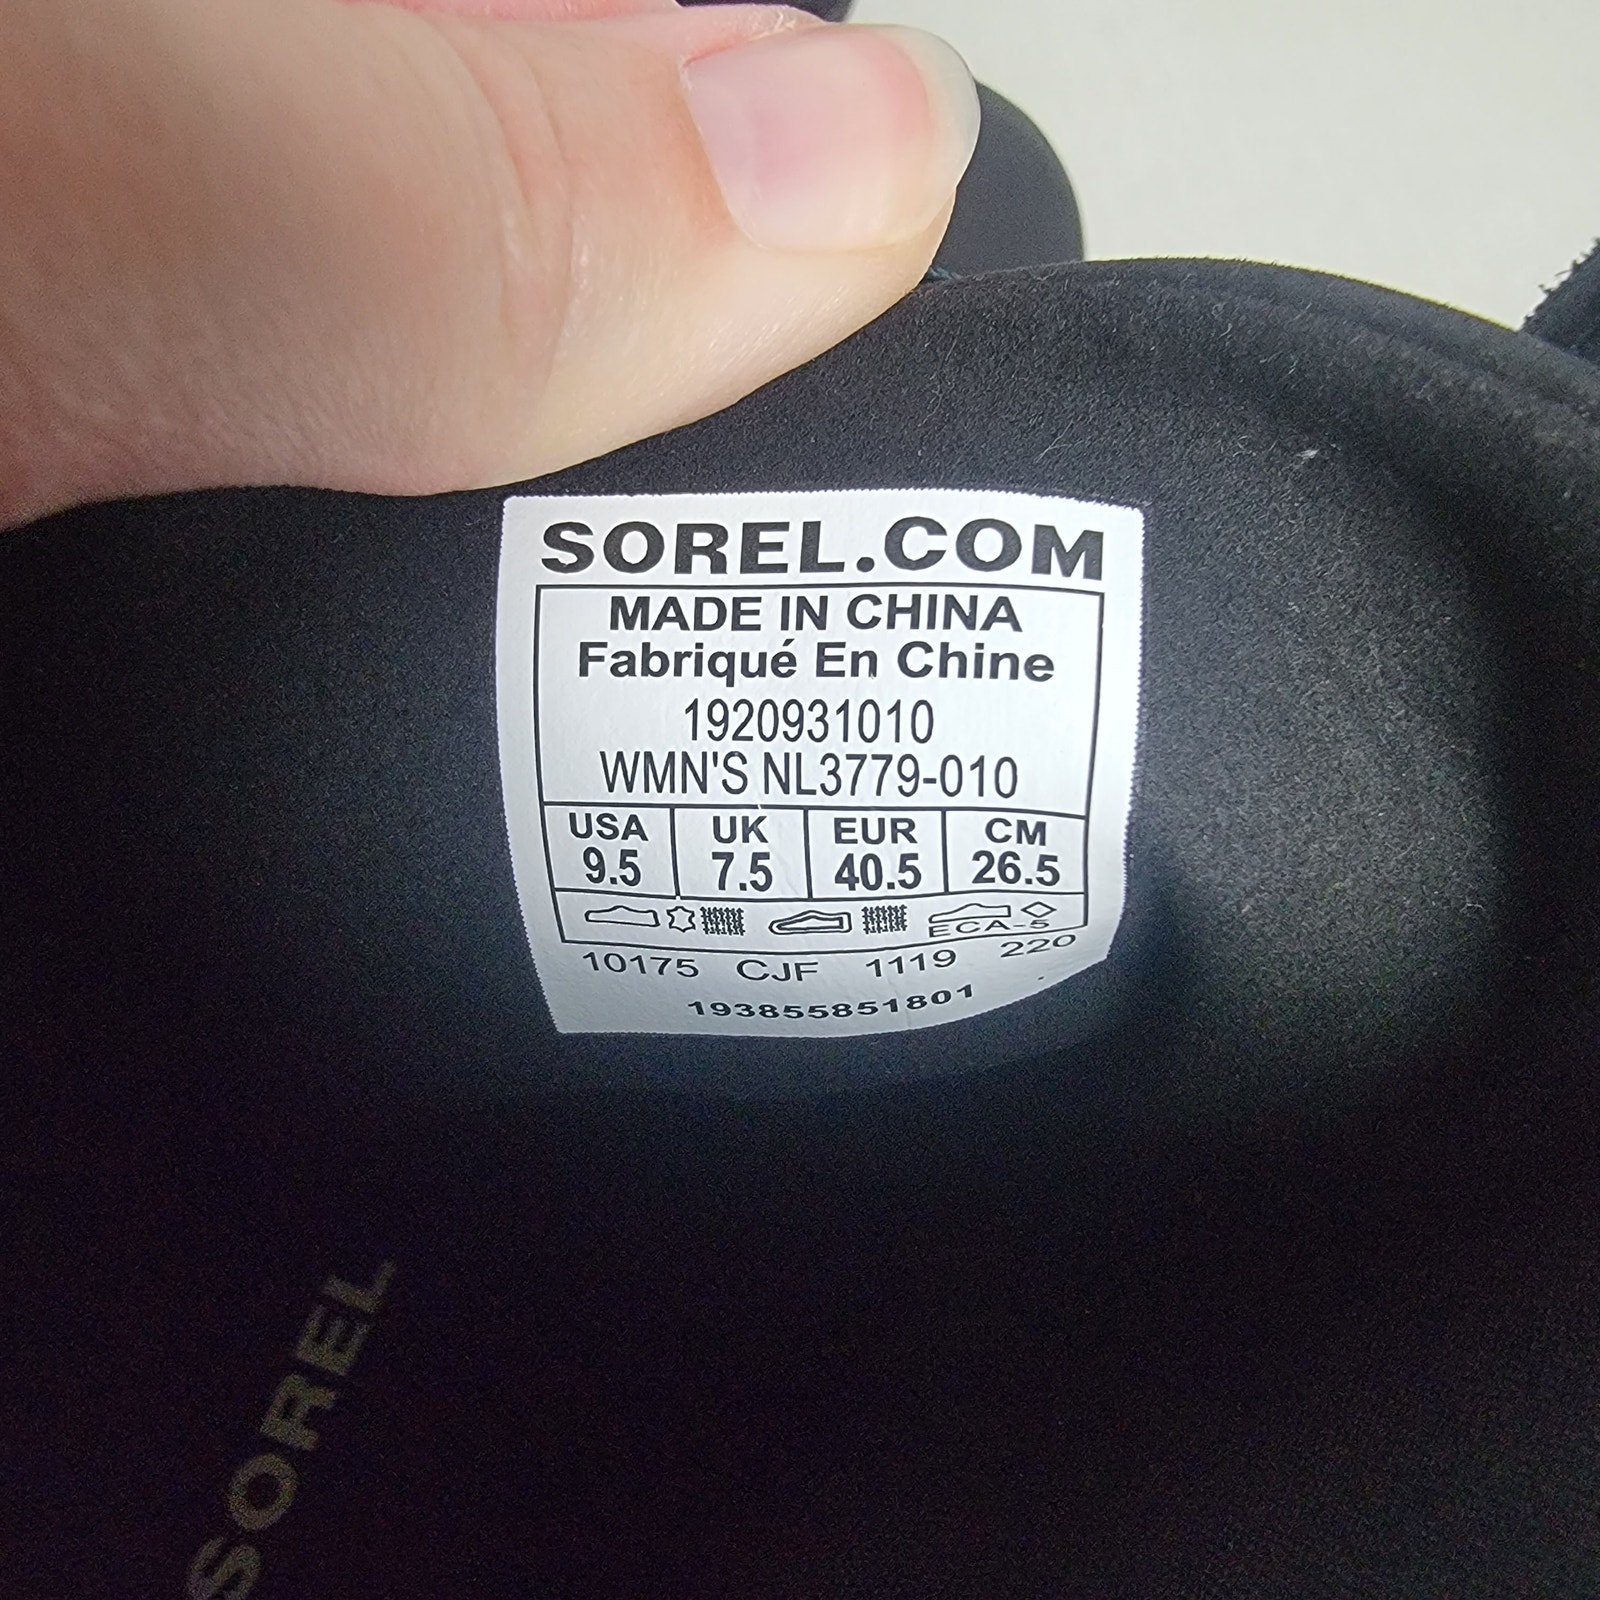 SOREL.COM
MADE IN CHINA
Fabriqué En Chine
1920931010
WMN'S NL3779-010
USA UK EUR CM
9.5 7.5 40.5 26.5
ECA-5
10175 CJF 1119 220
193855851801
SOREL